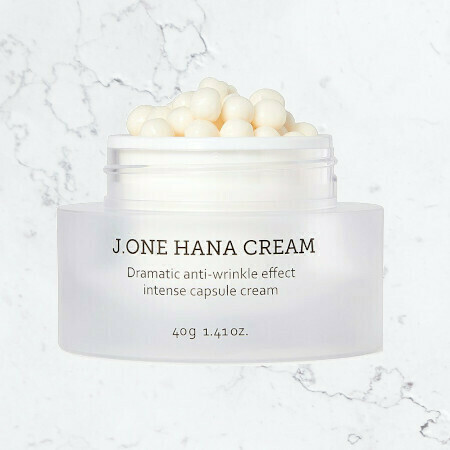 J.ONE HANA CREAM
Dramatic anti-wrinkle effect
intense capsule cream
40g 1.41oz.